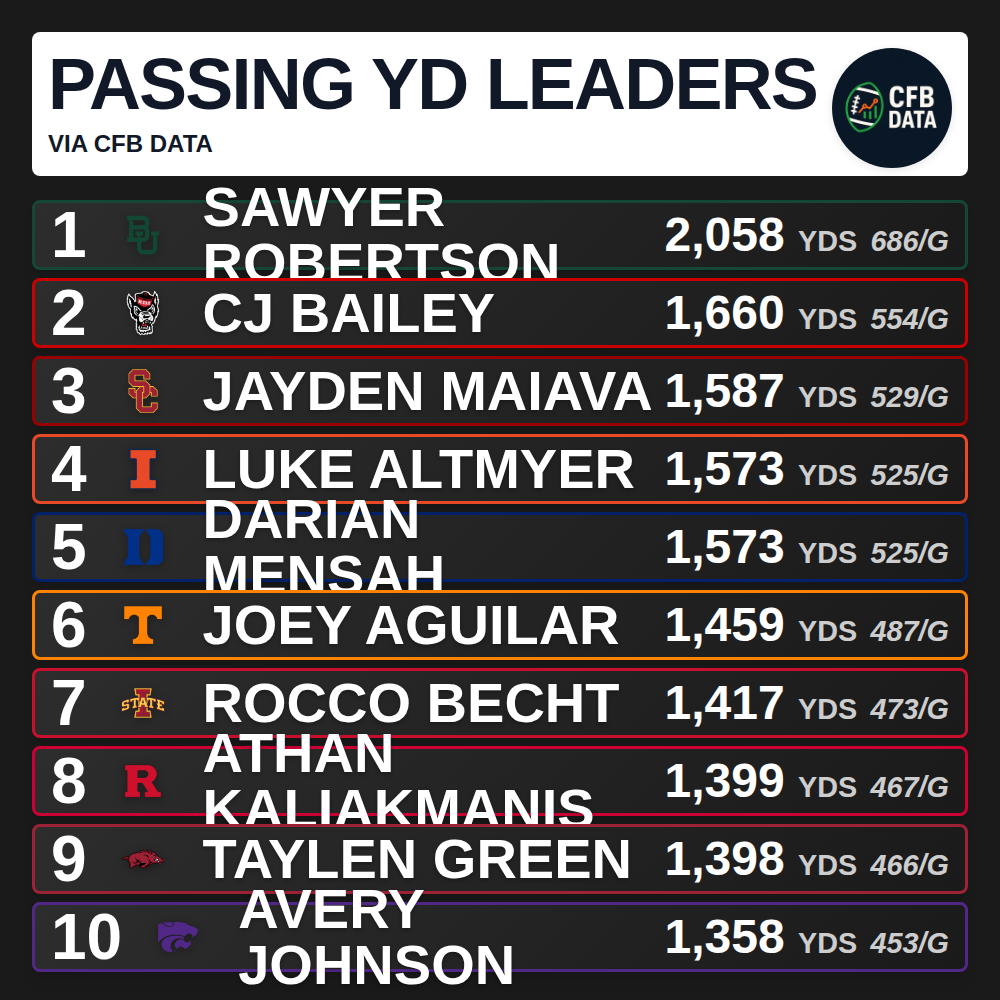 PASSING YD LEADERS
VIA CFB DATA
CFB
DATA
1 SAWYER ROBERTSON 2,058 YDS 686/G
2 CJ BAILEY 1,660 YDS 554/G
3 SC JAYDEN MAIAVA 1,587 YDS 529/G
4 I LUKE ALTMYER 1,573 YDS 525/G
5 D DARIAN MENSAH 1,573 YDS 525/G
6 T JOEY AGUILAR 1,459 YDS 487/G
7 I STATE ROCCO BECHT 1,417 YDS 473/G
8 R ATHAN KALIAKMANIS 1,399 YDS 467/G
9 TAYLEN GREEN 1,398 YDS 466/G
10 AVERY JOHNSON 1,358 YDS 453/G